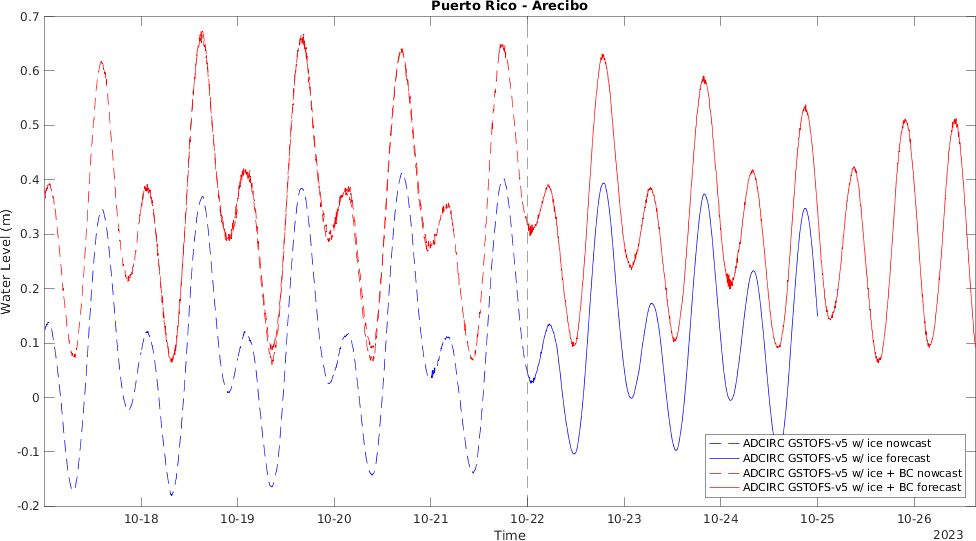 Puerto Rico - Arecibo
0.7
0.6
0.5
0.4
0.3
0.2
0.1
0
-0.1
-0.2
Water Level (m)
10-18 10-19 10-20 10-21 10-22 10-23 10-24 10-25 10-26
Time
2023
ADCIRC GSTOFS-v5 w/ ice nowcast
ADCIRC GSTOFS-v5 w/ ice forecast
ADCIRC GSTOFS-v5 w/ ice + BC nowcast
ADCIRC GSTOFS-v5 w/ ice + BC forecast